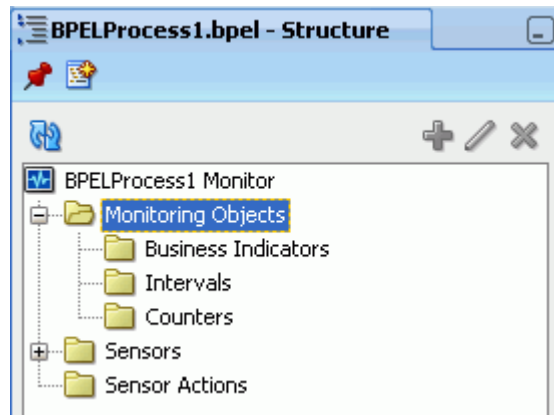 BPELProcess1.bpel - Structure
BPELProcess1 Monitor
Monitoring Objects
Business Indicators
Intervals
Counters
Sensors
Sensor Actions